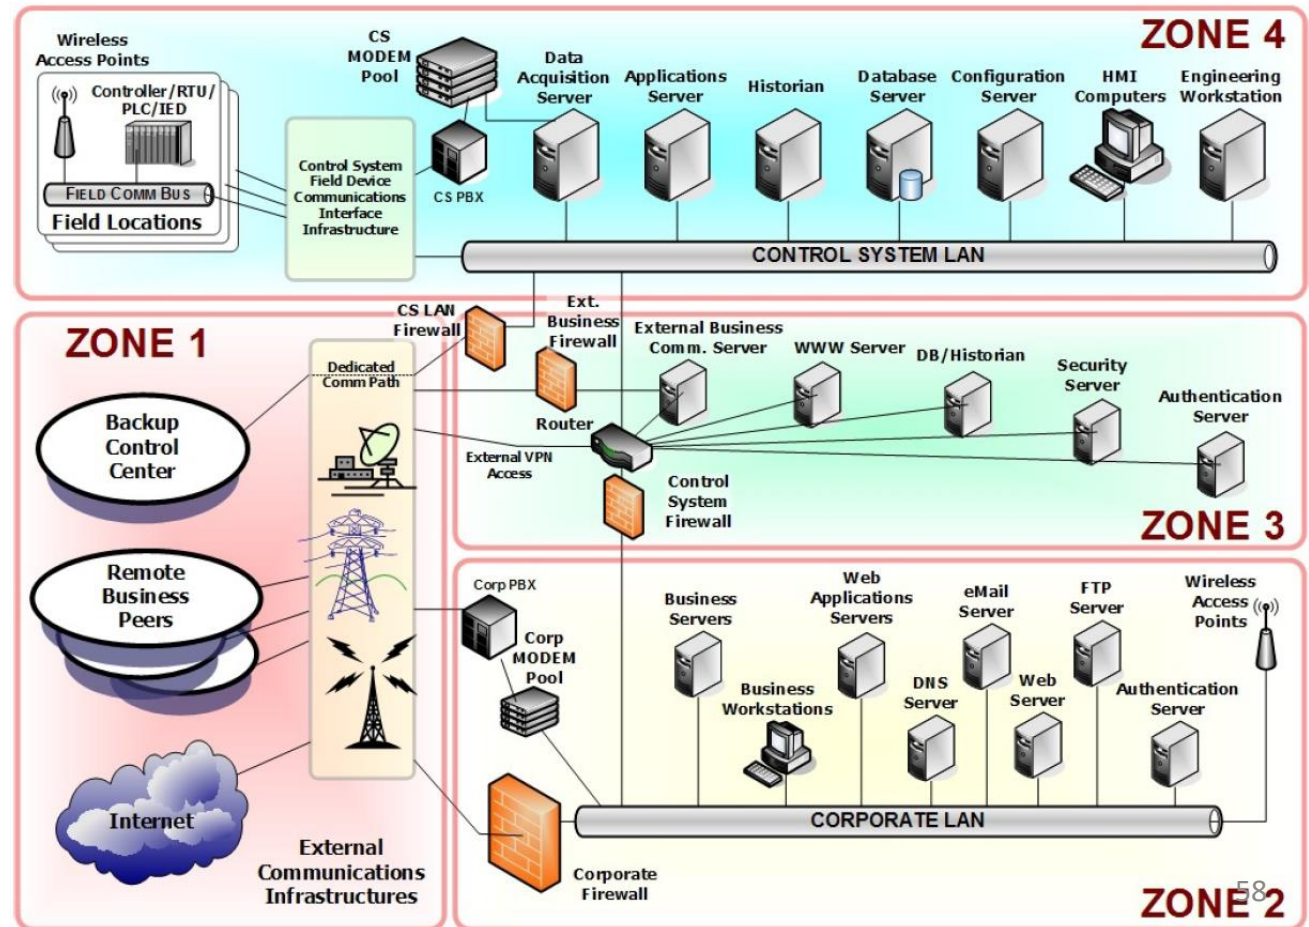 ZONE 4
Wireless
Access Points
Controller/RTU/
PLC/IED
FIELD COMM BUS
Field Locations
Control System
Field Device
Communications
Interface
Infrastructure
CS
MODEM
Pool
CS PBX
Data
Acquisition
Server
Applications
Server
Historian
Database
Server
Configuration
Server
HMI
Computers
Engineering
Workstation
CONTROL SYSTEM LAN
ZONE 1
Backup
Control
Center
Remote
Business
Peers
Internet
External
Communications
Infrastructures
Dedicated
Comm Path
CS LAN
Firewall
Ext.
Business
Firewall
Router
External VPN
Access
External Business
Comm. Server
WWW Server
DB/Historian
Security
Server
Authentication
Server
Control
System
Firewall
ZONE 3
Corp PBX
Corp
MODEM
Pool
Corporate
Firewall
Business
Servers
Business
Workstations
Web
Applications
Servers
DNS
Server
eMail
Server
Web
Server
FTP
Server
Authentication
Server
Wireless
Access
Points
CORPORATE LAN
58
ZONE 2